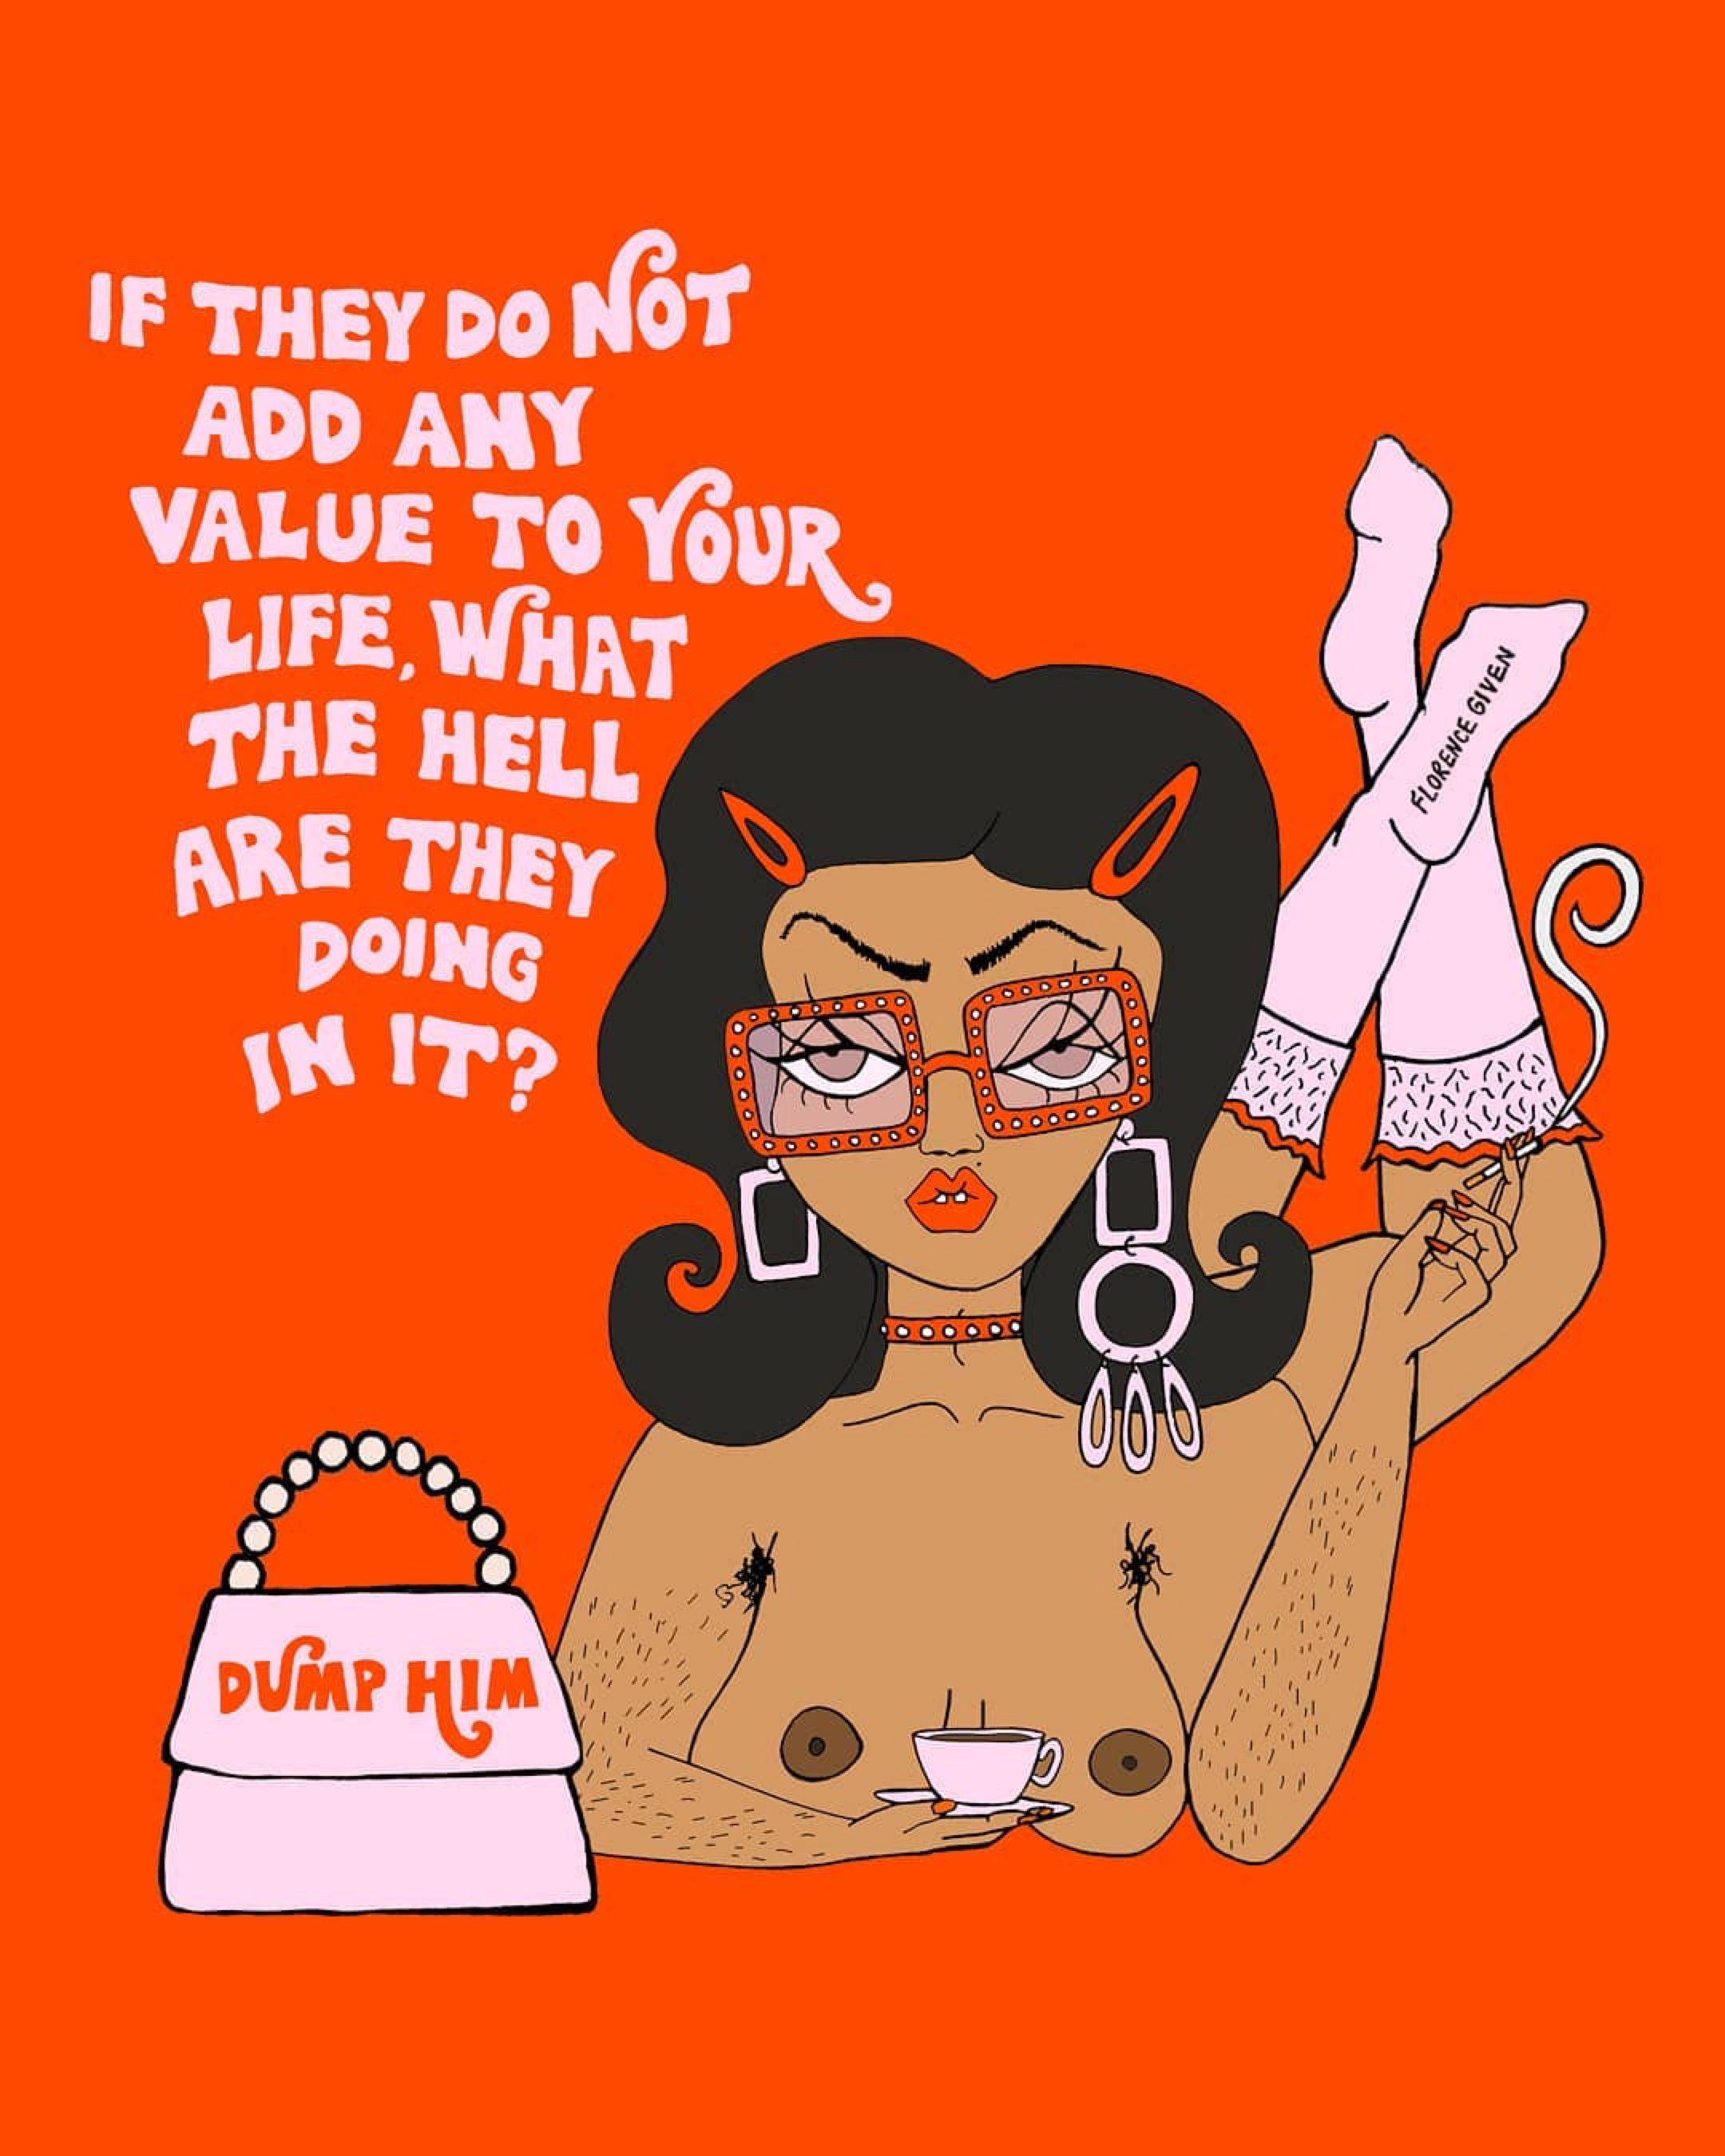 IF THEY DO NOT
ADD ANY
VALUE TO YOUR
LIFE, WHAT
THE HELL
ARE THEY
DOING
IN IT?
FLORENCE GIVEN
DUMP HIM